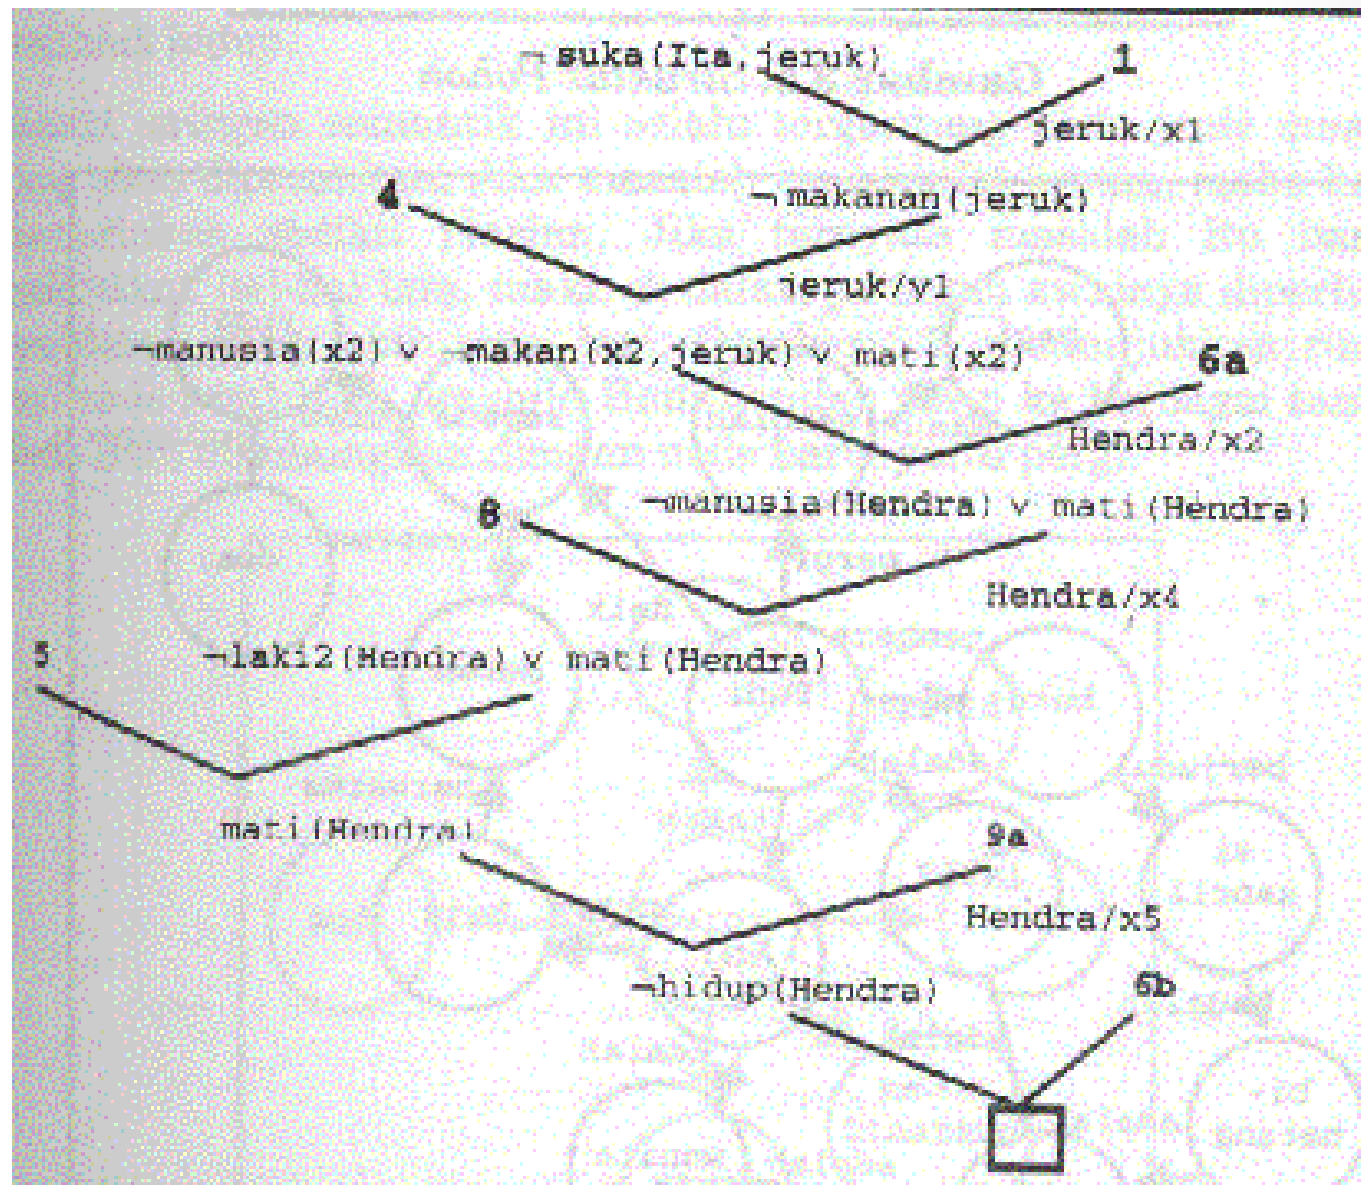 ¬ suka(Ita,jeruk) 1
jeruk/x1
4 ¬ makanan(jeruk)
jeruk/y1
¬manusia(x2) v ¬makan(x2,jeruk) v mati(x2) 6a
Hendra/x2
8 ¬manusia(Hendra) v mati(Hendra)
Hendra/x4
5 ¬laki2(Hendra) v mati(Hendra)
mati(Hendra) 9a
Hendra/x5
¬hidup(Hendra) 6b